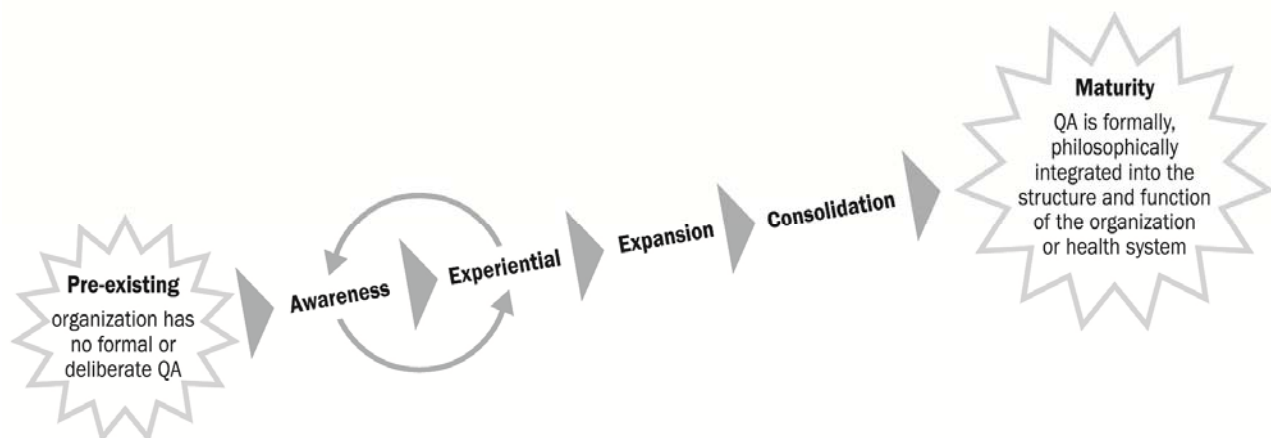 Pre-existing
organization has
no formal or
deliberate QA
Awareness
Experiential
Expansion
Consolidation
Maturity
QA is formally,
philosophically
integrated into the
structure and function
of the organization
or health system